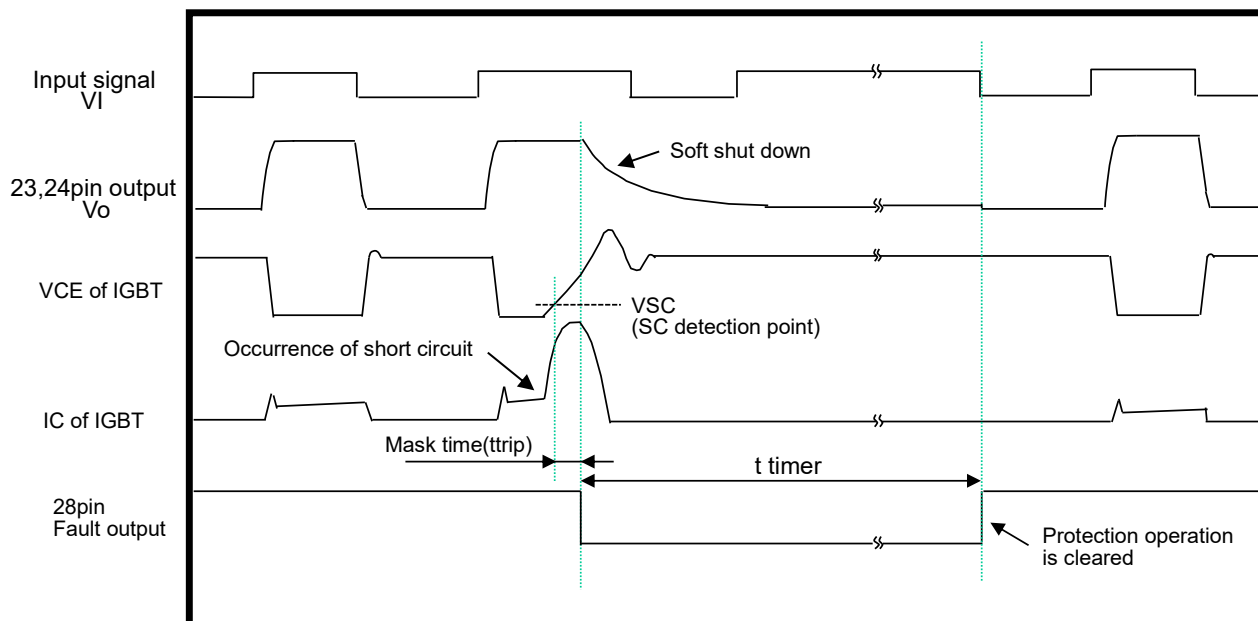 Input signal
VI
Soft shut down
23,24pin output
Vo
VCE of IGBT
VSC
(SC detection point)
Occurrence of short circuit
IC of IGBT
Mask time(ttrip)
t timer
28pin
Fault output
Protection operation
is cleared